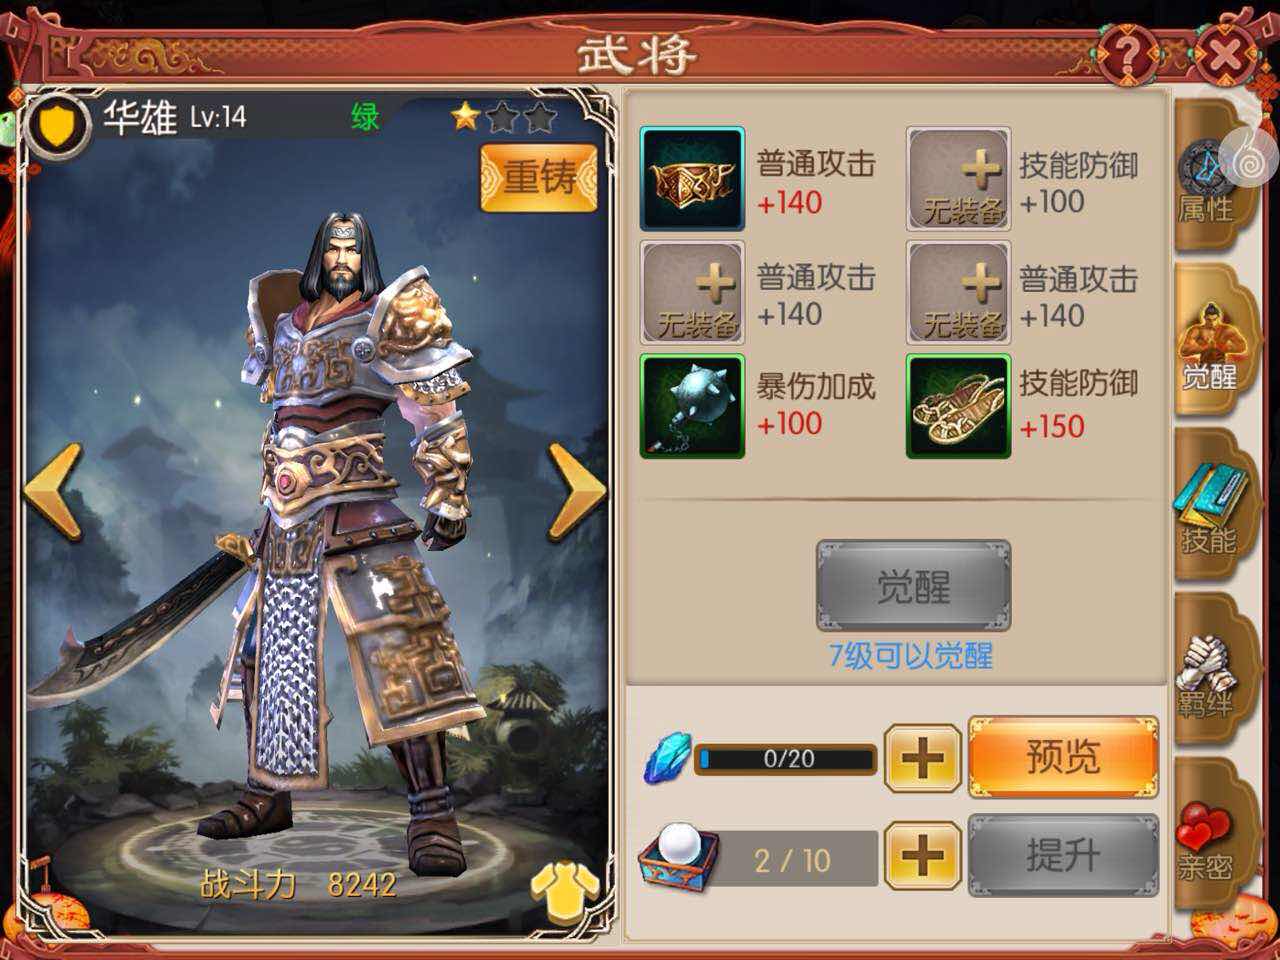 武将
?
华雄 Lv:14 绿
重铸
普通攻击
+140
无装备
技能防御
+100
无装备
普通攻击
+140
无装备
普通攻击
+140
暴伤加成
+100
技能防御
+150
觉醒
7级可以觉醒
0/20
预览
2 / 10
提升
战斗力 8242
属性
觉醒
技能
羁绊
亲密